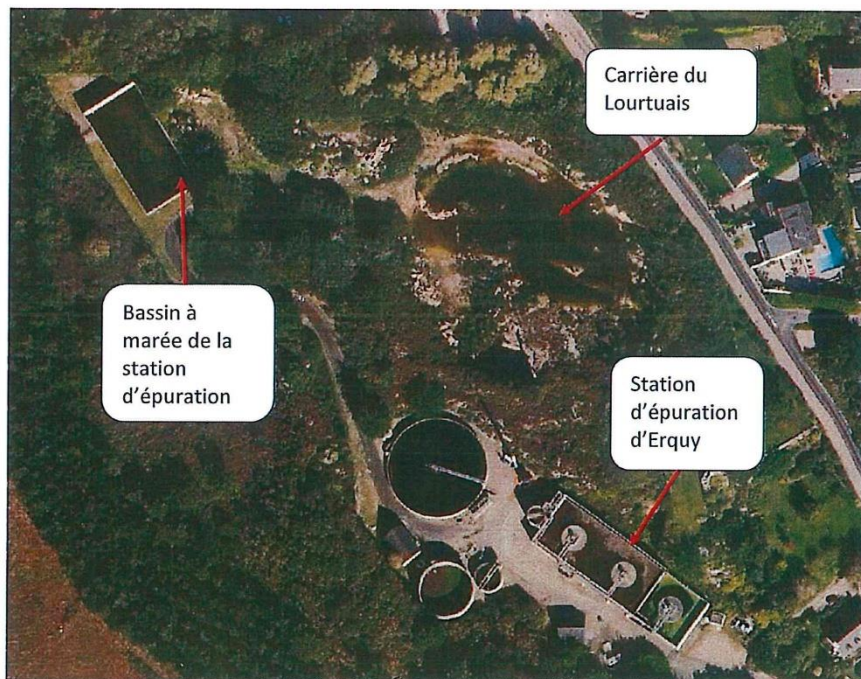 Carrière du
Lourtuais
Bassin à
marée de la
station
d'épuration
Station
d'épuration
d'Erquy